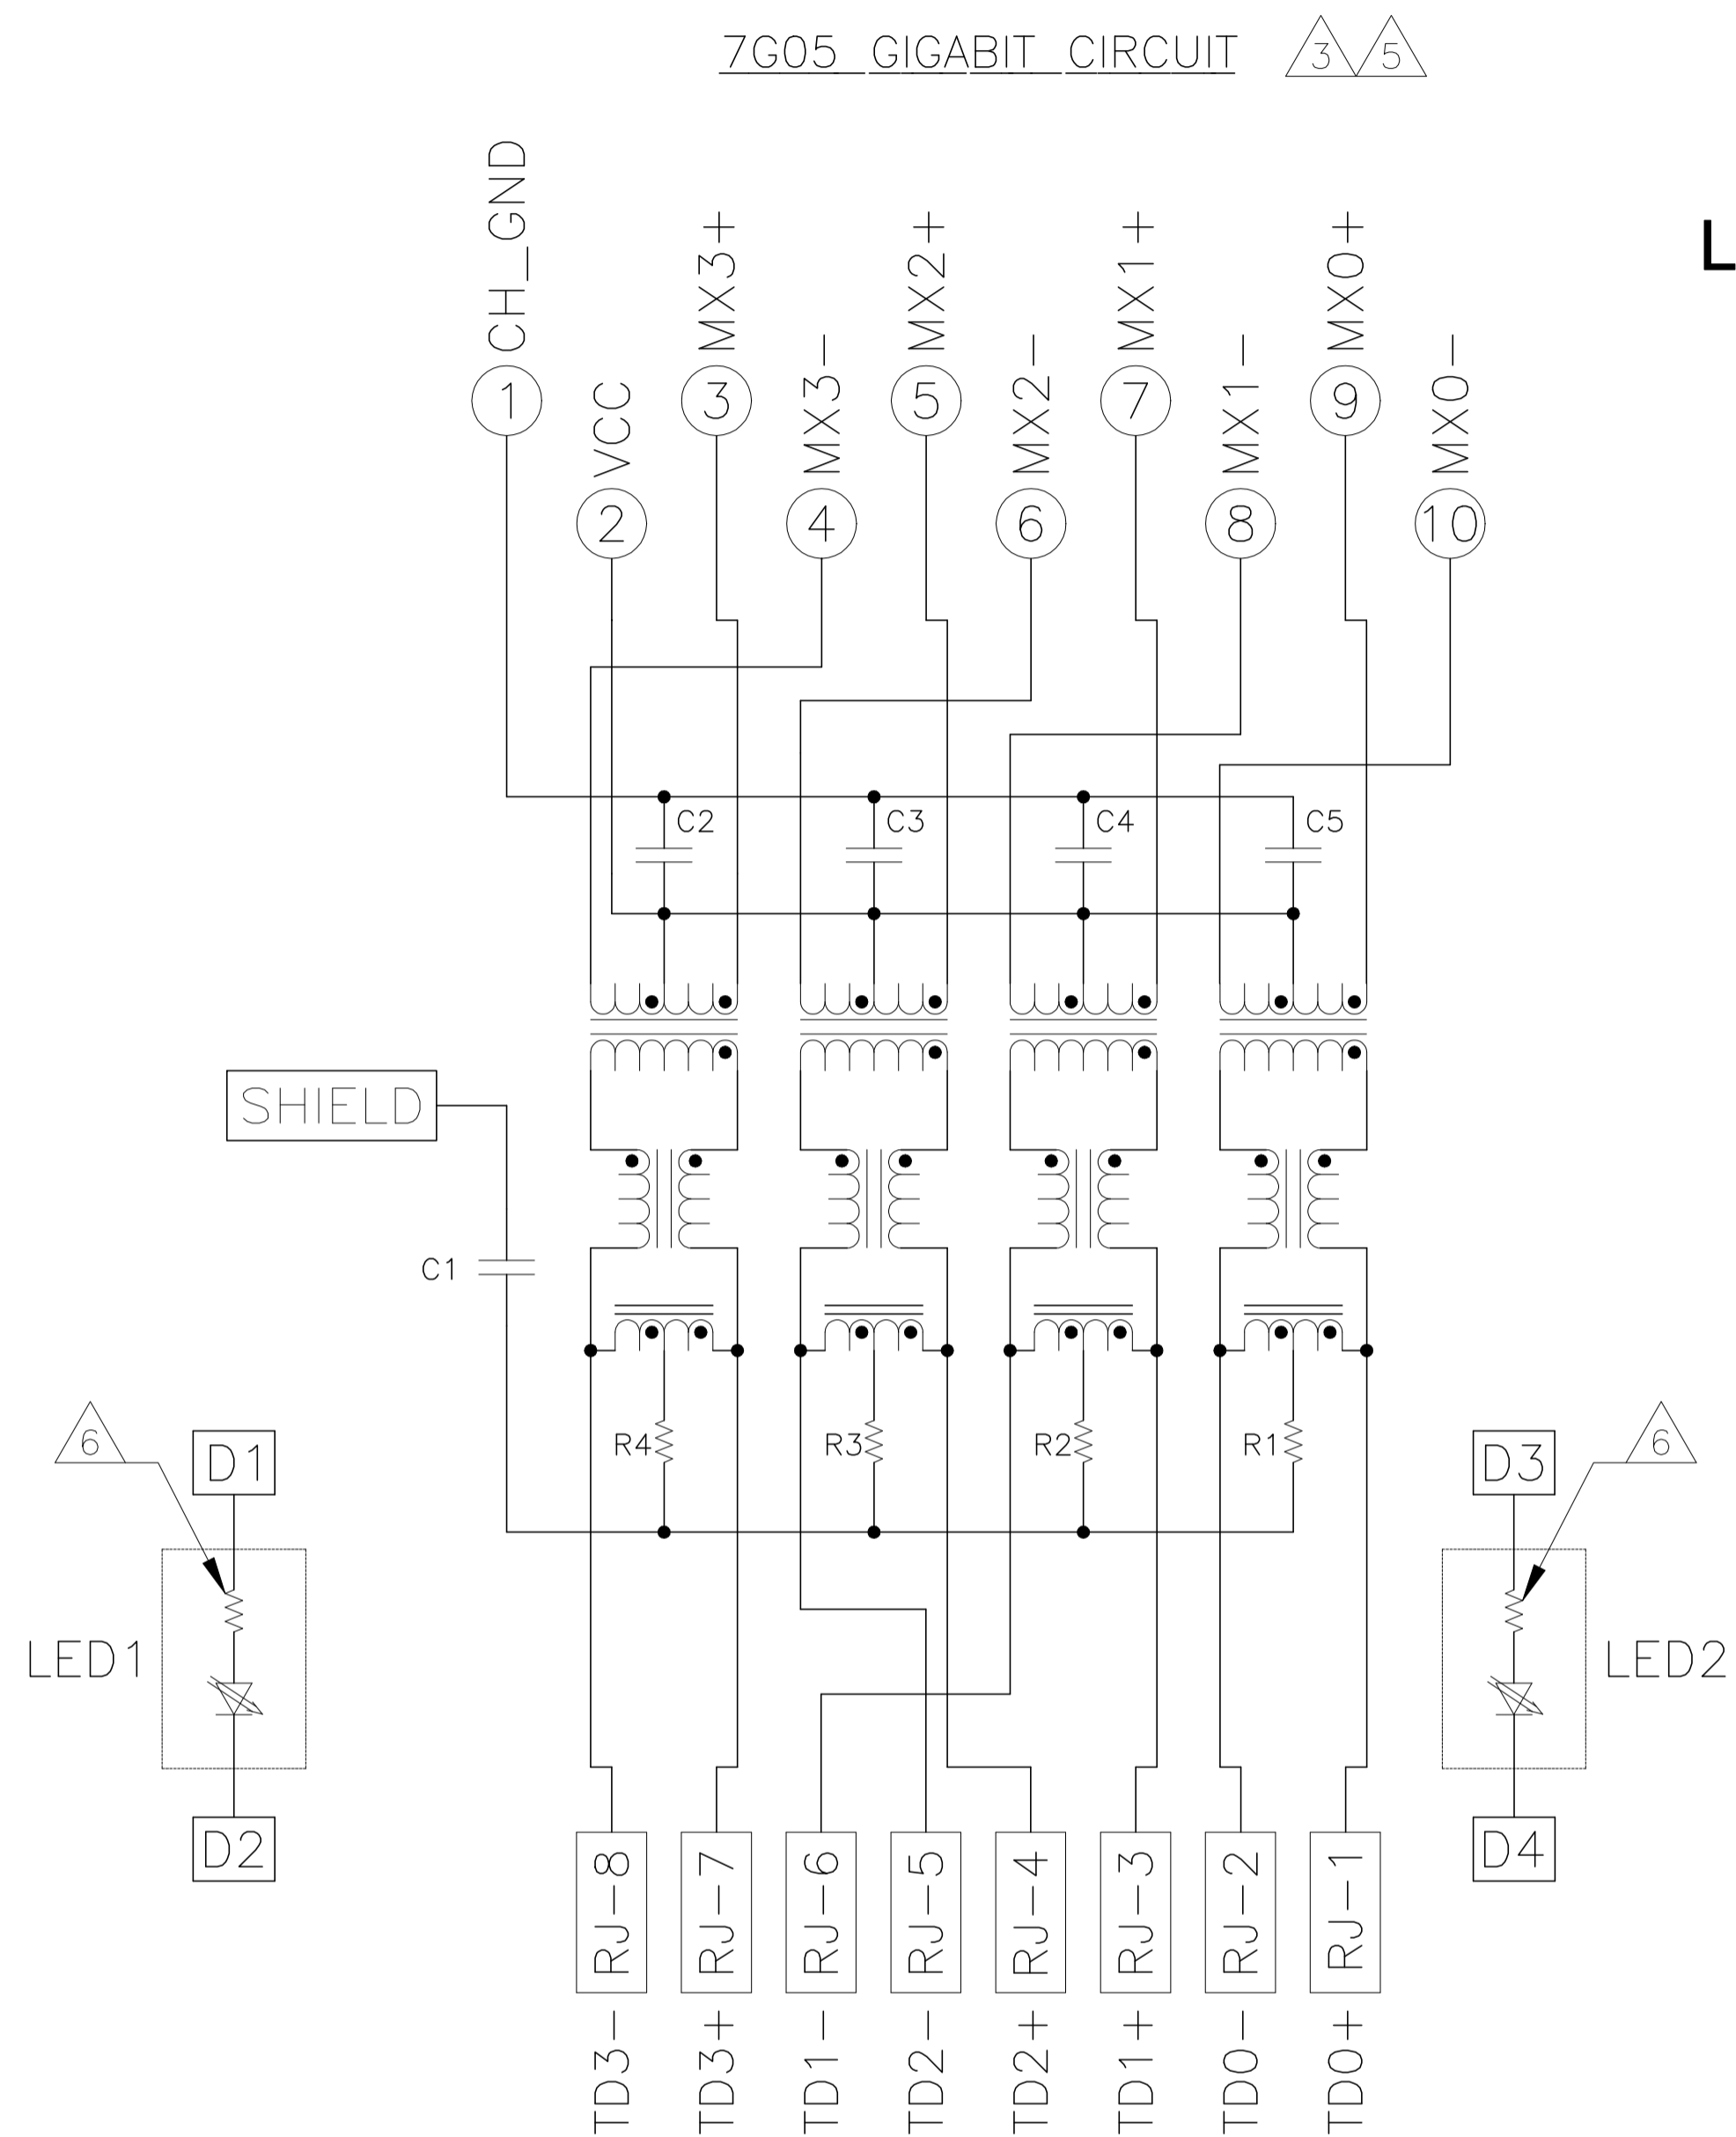 7G05 GIGABIT CIRCUIT
3
5
L
CH_GND
MX3+
MX2+
MX1+
MX0+
1
3
5
7
9
VCC
MX3-
MX2-
MX1-
MX0-
2
4
6
8
10
C2
C3
C4
C5
SHIELD
C1
R4
R3
R2
R1
6
D1
D3
6
LED1
LED2
D2
D4
RJ-8
RJ-7
RJ-6
RJ-5
RJ-4
RJ-3
RJ-2
RJ-1
TD3-
TD3+
TD1-
TD2-
TD2+
TD1+
TD0-
TD0+